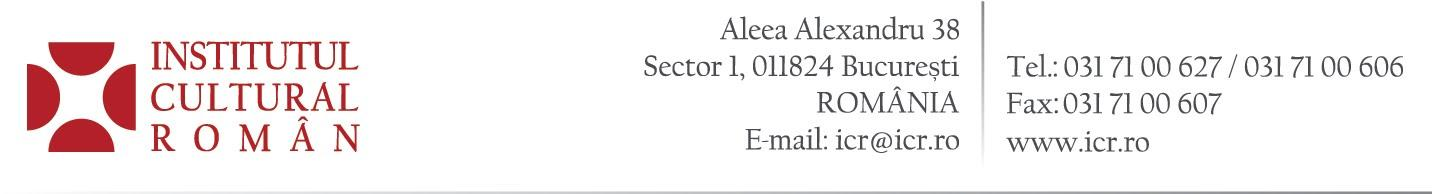 INSTITUTUL
CULTURAL
ROMÂN
Aleea Alexandru 38
Sector 1, 011824 București
ROMÂNIA
E-mail: icr@icr.ro
Tel.: 031 71 00 627 / 031 71 00 606
Fax: 031 71 00 607
www.icr.ro